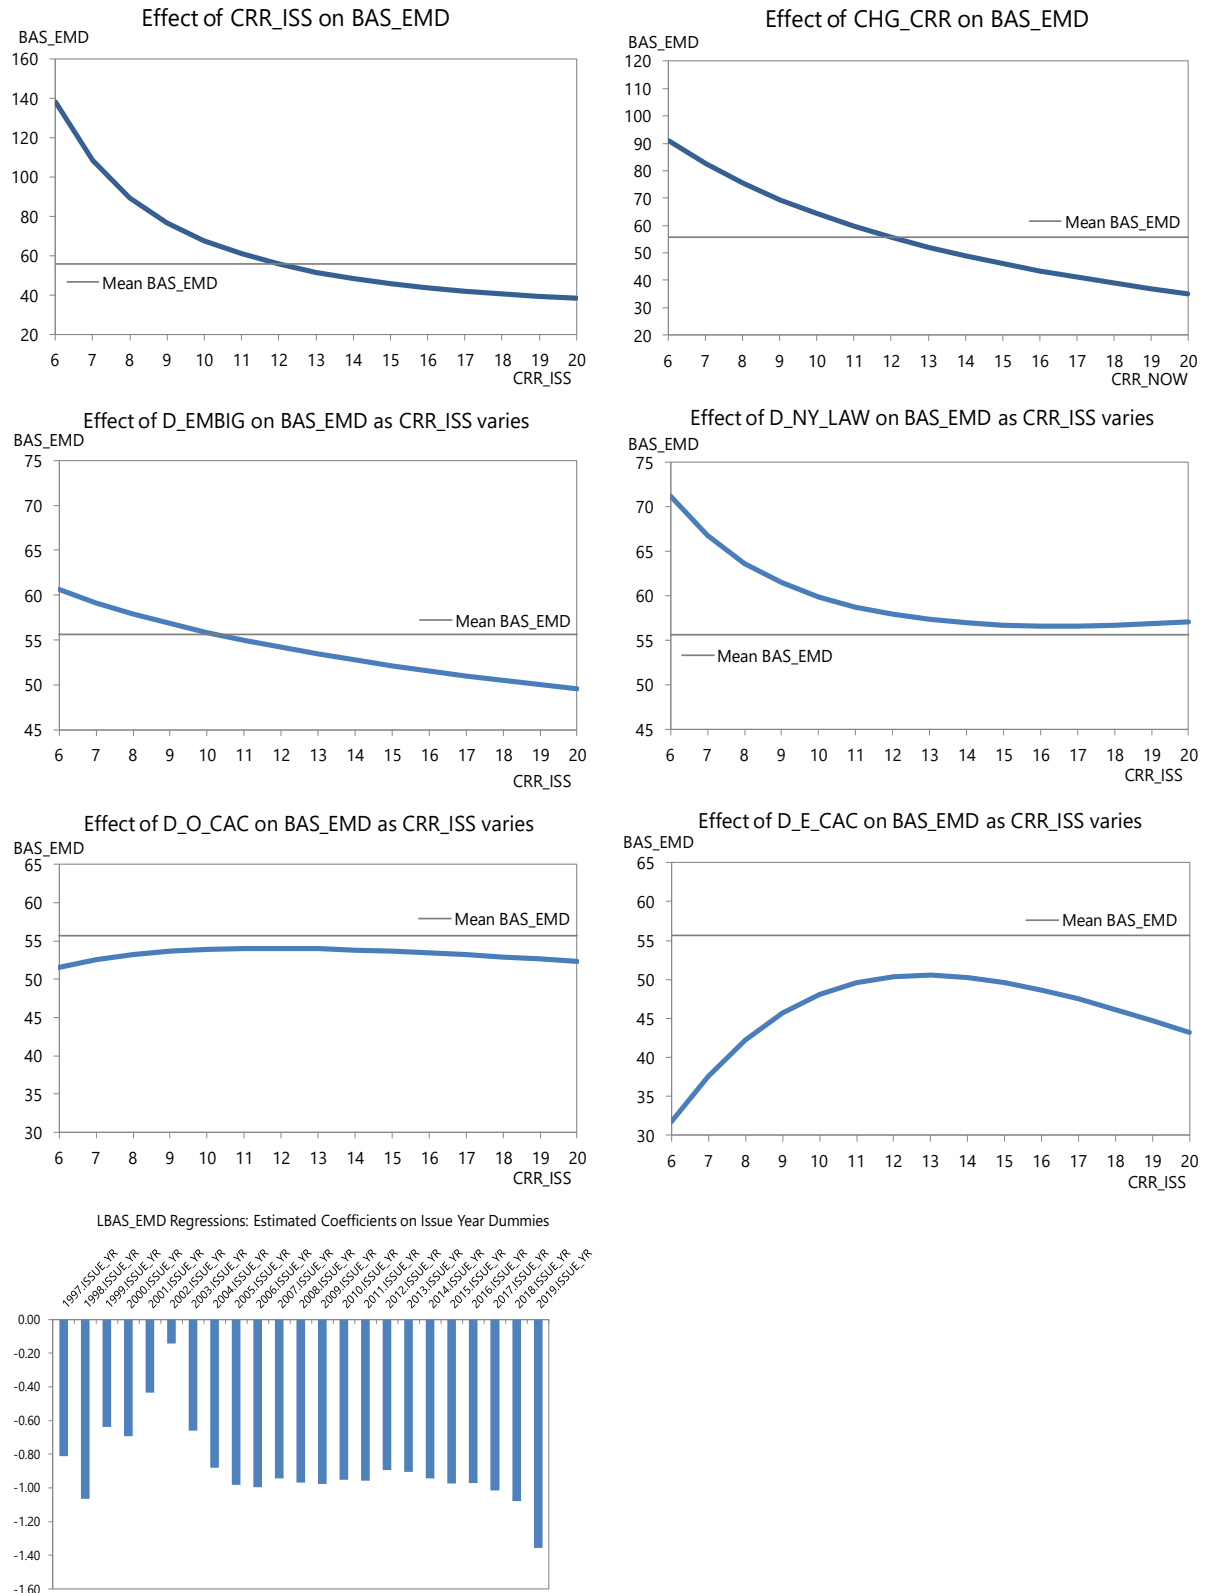 Effect of CRR_ISS on BAS_EMD
BAS_EMD
160
140
120
100
80
60
40
20
Mean BAS_EMD
6 7 8 9 10 11 12 13 14 15 16 17 18 19 20
CRR_ISS
Effect of CHG_CRR on BAS_EMD
BAS_EMD
120
110
100
90
80
70
60
50
40
30
20
Mean BAS_EMD
6 7 8 9 10 11 12 13 14 15 16 17 18 19 20
CRR_NOW
Effect of D_EMBIG on BAS_EMD as CRR_ISS varies
BAS_EMD
75
70
65
60
55
50
45
Mean BAS_EMD
6 7 8 9 10 11 12 13 14 15 16 17 18 19 20
CRR_ISS
Effect of D_NY_LAW on BAS_EMD as CRR_ISS varies
BAS_EMD
75
70
65
60
55
50
45
Mean BAS_EMD
6 7 8 9 10 11 12 13 14 15 16 17 18 19 20
CRR_ISS
Effect of D_O_CAC on BAS_EMD as CRR_ISS varies
BAS_EMD
65
60
55
50
45
40
35
30
Mean BAS_EMD
6 7 8 9 10 11 12 13 14 15 16 17 18 19 20
CRR_ISS
Effect of D_E_CAC on BAS_EMD as CRR_ISS varies
BAS_EMD
65
60
55
50
45
40
35
30
Mean BAS_EMD
6 7 8 9 10 11 12 13 14 15 16 17 18 19 20
CRR_ISS
LBAS_EMD Regressions: Estimated Coefficients on Issue Year Dummies
1997.ISSUE_YR
1998.ISSUE_YR
1999.ISSUE_YR
2000.ISSUE_YR
2001.ISSUE_YR
2002.ISSUE_YR
2003.ISSUE_YR
2004.ISSUE_YR
2005.ISSUE_YR
2006.ISSUE_YR
2007.ISSUE_YR
2008.ISSUE_YR
2009.ISSUE_YR
2010.ISSUE_YR
2011.ISSUE_YR
2012.ISSUE_YR
2013.ISSUE_YR
2014.ISSUE_YR
2015.ISSUE_YR
2016.ISSUE_YR
2017.ISSUE_YR
2018.ISSUE_YR
2019.ISSUE_YR
0.00
-0.20
-0.40
-0.60
-0.80
-1.00
-1.20
-1.40
-1.60